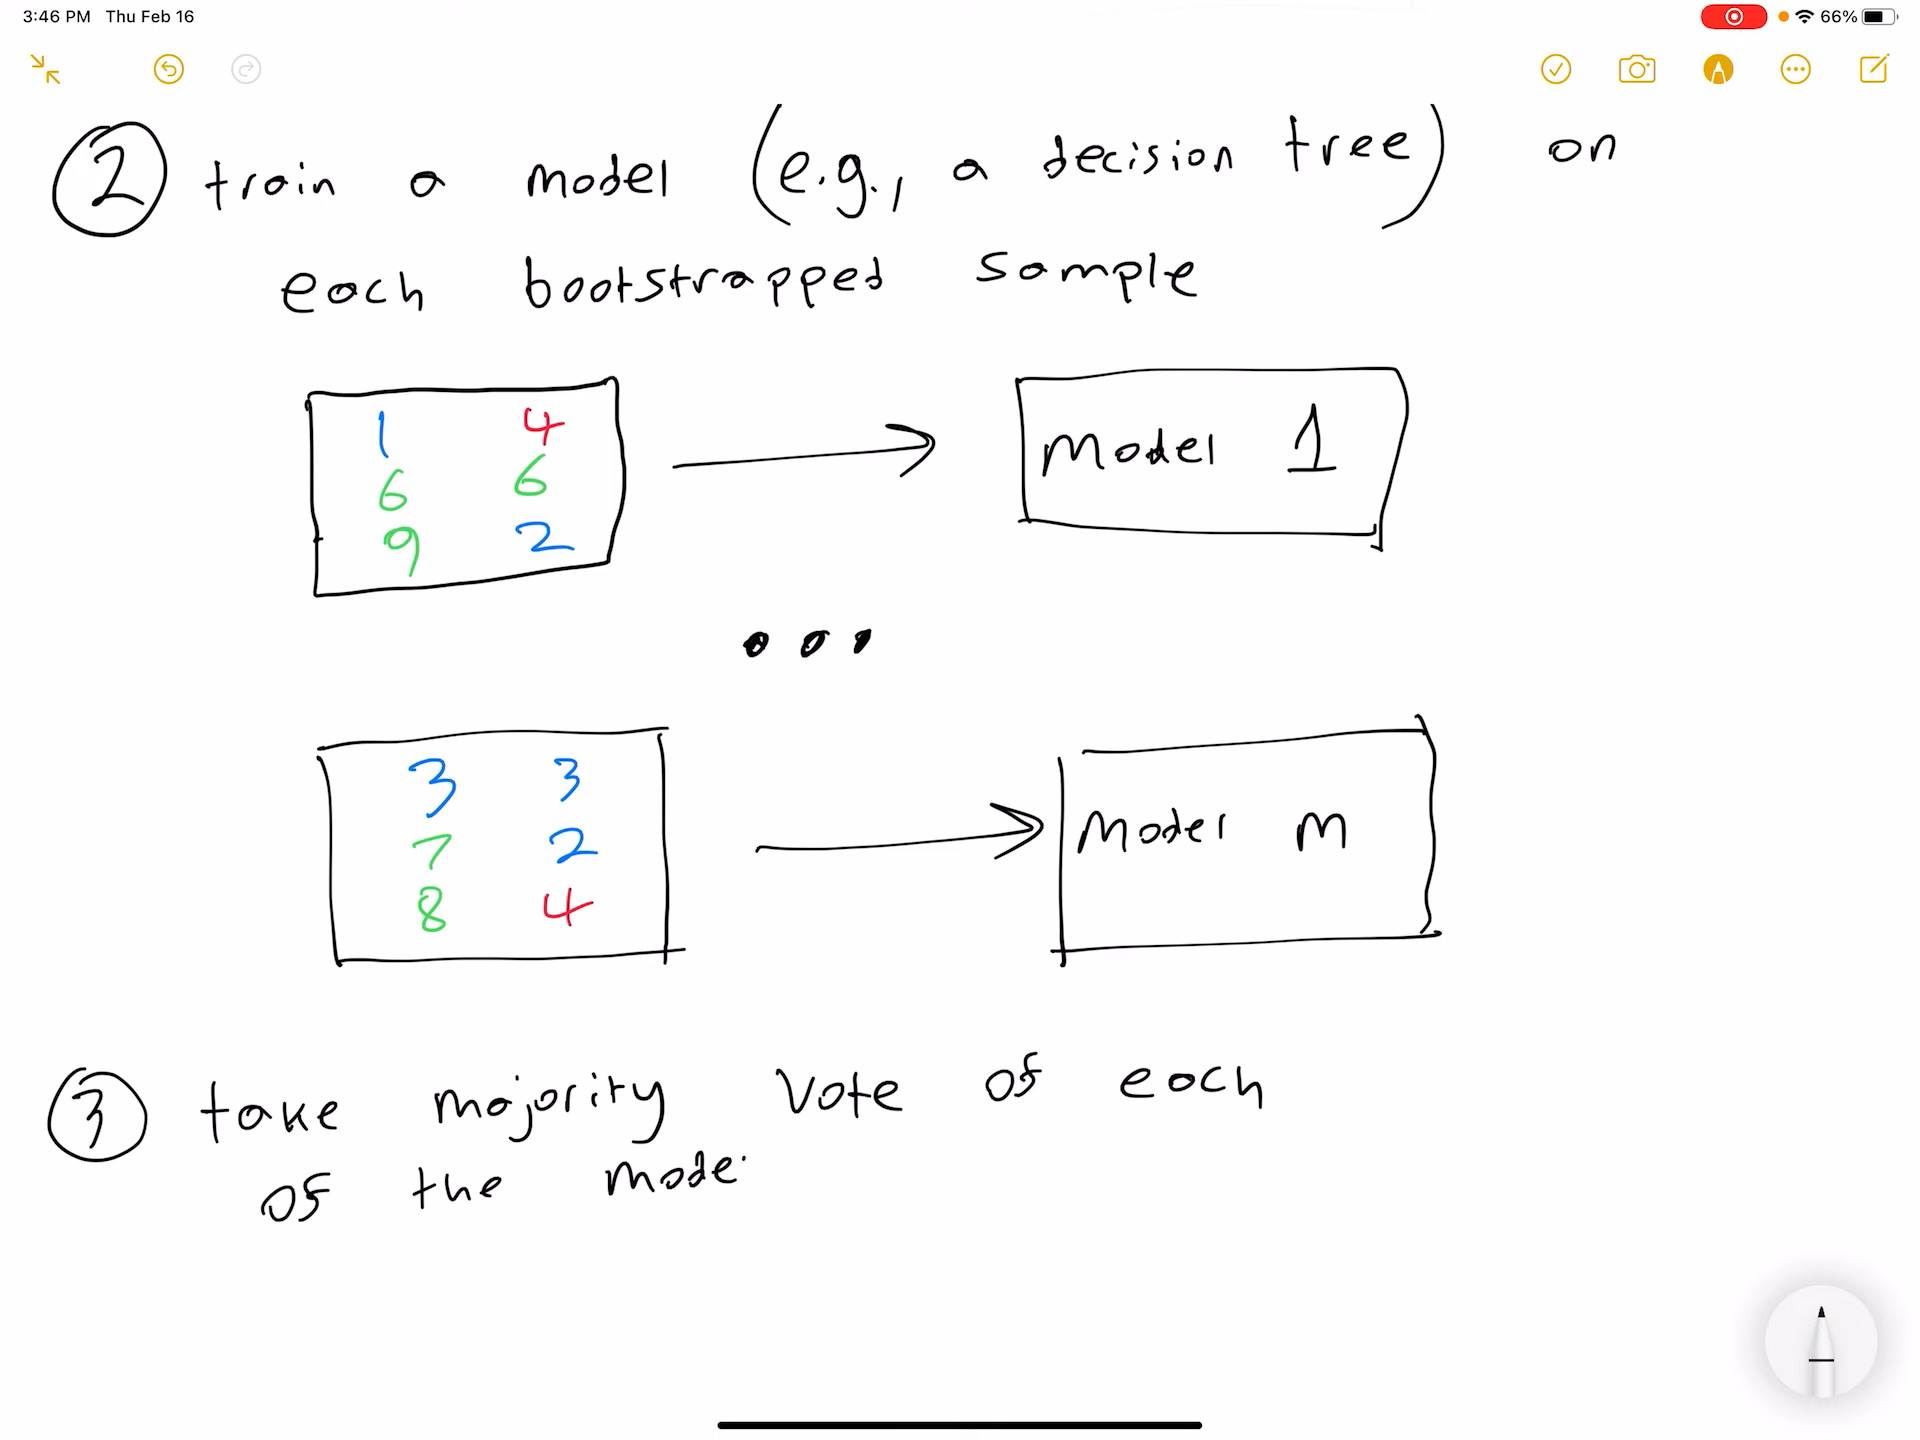 3:46 PM Thu Feb 16 66%
2 train a model (e.g., a decision tree) on
each bootstrapped sample
1 4
6 6
9 2
Model 1
3 3
7 2
8 4
Model m
3 take majority vote of each
of the mode